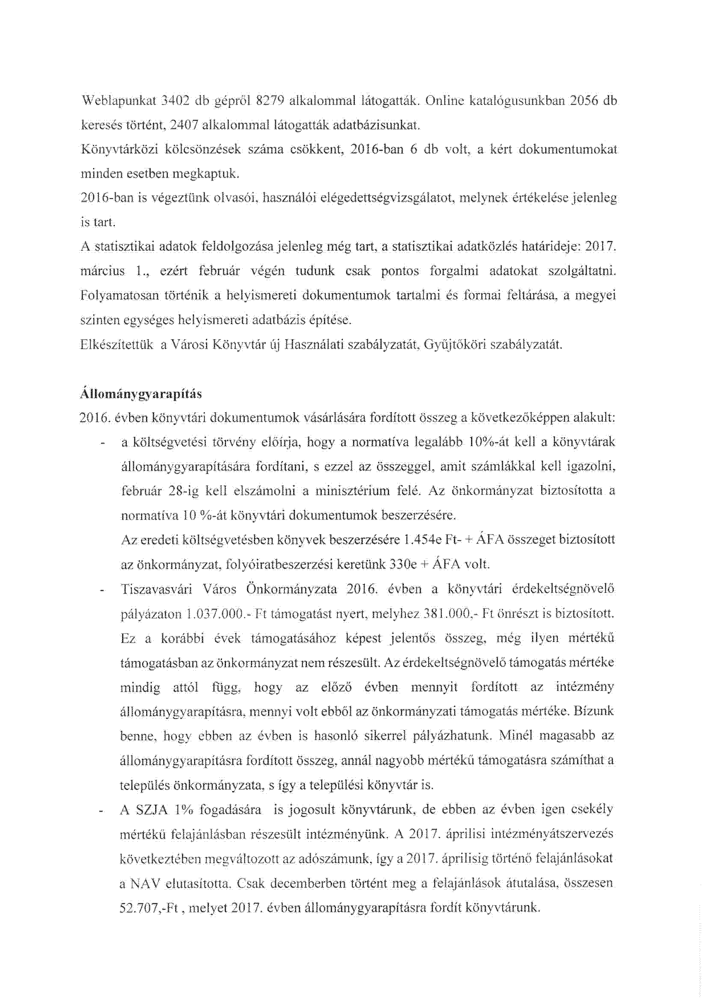 Weblapunkat 3402 db gépről 8279 alkalommal látogatták. Online katalógusunkban 2056 db
keresés történt, 2407 alkalommal látogatták adatbázisunkat.
Könyvtárközi kölcsönzések száma csökkent, 2016-ban 6 db volt, a kért dokumentumokat
minden esetben megkaptuk.
2016-ban is végeztünk olvasói, használói elégedettségvizsgálatot, melynek értékelése jelenleg
is tart.
A statisztikai adatok feldolgozása jelenleg még tart, a statisztikai adatközlés határideje: 2017.
március 1., ezért február végén tudunk csak pontos forgalmi adatokat szolgáltatni.
Folyamatosan történik a helyismereti dokumentumok tartalmi és formai feltárása, a megyei
szinten egységes helyismereti adatbázis építése.
Elkészítettük a Városi Könyvtár új Használati szabályzatát, Gyűjtőköri szabályzatát.
Állománygyarapítás
2016. évben könyvtári dokumentumok vásárlására fordított összeg a következőképpen alakult:
- a költségvetési törvény előírja, hogy a normatíva legalább 10%-át kell a könyvtárak
állománygyarapítására fordítani, s ezzel az összeggel, amit számlákkal kell igazolni,
február 28-ig kell elszámolni a minisztérium felé. Az önkormányzat biztosította a
normatíva 10 %-át könyvtári dokumentumok beszerzésére.
Az eredeti költségvetésben könyvek beszerzésére 1.454e Ft- + ÁFA összeget biztosított
az önkormányzat, folyóiratbeszerzési keretünk 330e + ÁFA volt.
- Tiszavasvári Város Önkormányzata 2016. évben a könyvtári érdekeltségnövelő
pályázaton 1.037.000.- Ft támogatást nyert, melyhez 381.000,- Ft önrészt is biztosított.
Ez a korábbi évek támogatásához képest jelentős összeg, még ilyen mértékű
támogatásban az önkormányzat nem részesült. Az érdekeltségnövelő támogatás mértéke
mindig attól függ, hogy az előző évben mennyit fordított az intézmény
állománygyarapításra, mennyi volt ebből az önkormányzati támogatás mértéke. Bízunk
benne, hogy ebben az évben is hasonló sikerrel pályázhatunk. Minél magasabb az
állománygyarapításra fordított összeg, annál nagyobb mértékű támogatásra számíthat a
település önkormányzata, s így a települési könyvtár is.
- A SZJA 1% fogadására is jogosult könyvtárunk, de ebben az évben igen csekély
mértékű felajánlásban részesült intézményünk. A 2017. áprilisi intézményátszervezés
következtében megváltozott az adószámunk, így a 2017. áprilisig történő felajánlásokat
a NAV elutasította. Csak decemberben történt meg a felajánlások átutalása, összesen
52.707,-Ft , melyet 2017. évben állománygyarapításra fordít könyvtárunk.